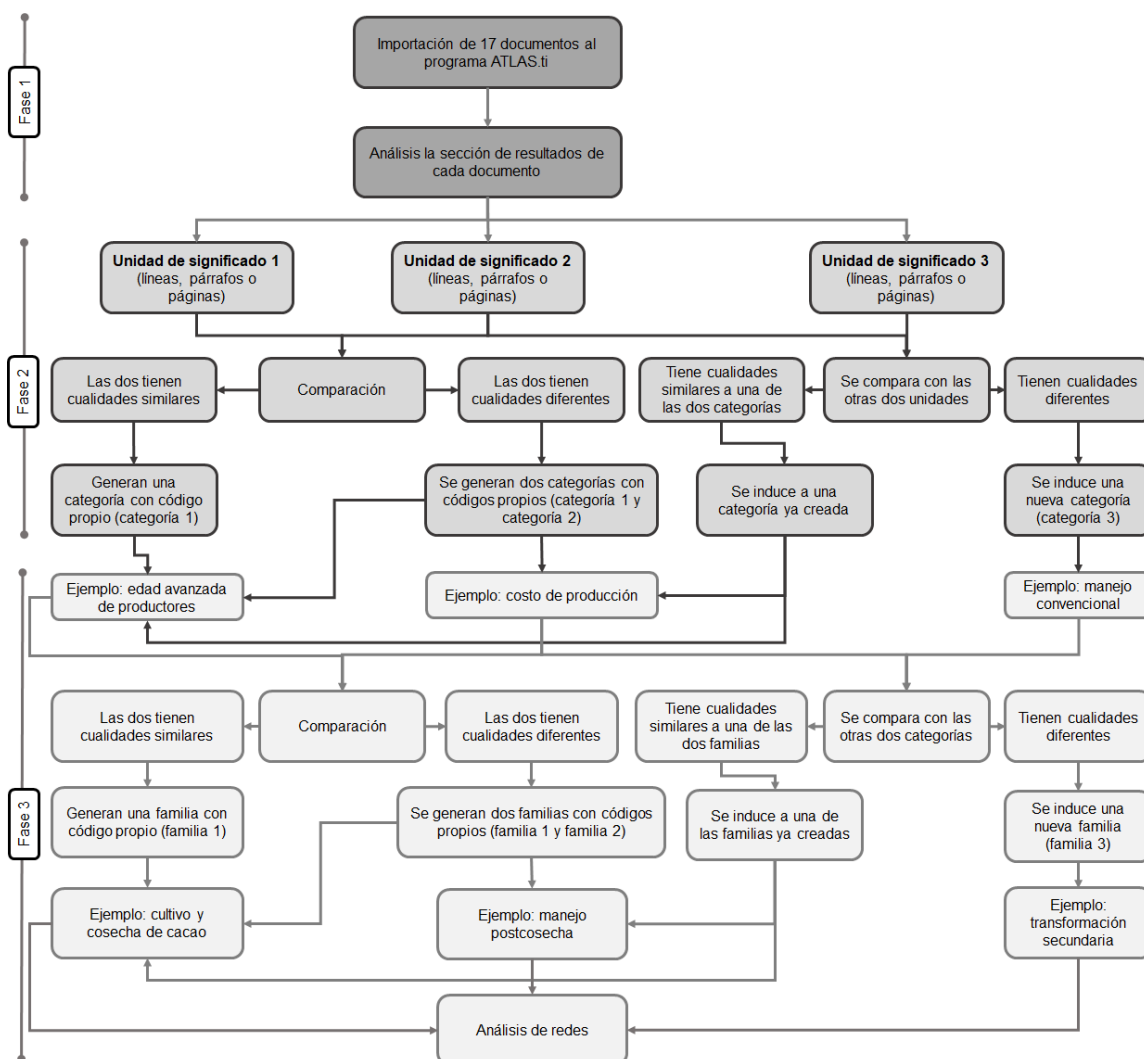 Importación de 17 documentos al
programa ATLAS.ti
Fase 1
Análisis la sección de resultados de
cada documento
Unidad de significado 1
(líneas, párrafos o
páginas)
Unidad de significado 2
(líneas, párrafos o
páginas)
Unidad de significado 3
(líneas, párrafos o
páginas)
Fase 2
Las dos tienen
cualidades similares
Comparación
Las dos tienen
cualidades diferentes
Tiene cualidades
similares a una de
las dos categorías
Se compara con las
otras dos unidades
Tienen cualidades
diferentes
Generan una
categoría con código
propio (categoría 1)
Se generan dos categorías con
códigos propios (categoría 1 y
categoría 2)
Se induce a una
categoría ya creada
Se induce una
nueva categoría
(categoría 3)
Ejemplo: edad avanzada
de productores
Ejemplo: costo de producción
Ejemplo: manejo
convencional
Fase 3
Las dos tienen
cualidades similares
Comparación
Las dos tienen
cualidades diferentes
Tiene cualidades
similares a una de las
dos familias
Se compara con las
otras dos categorías
Tienen cualidades
diferentes
Generan una familia con
código propio (familia 1)
Se generan dos familias con códigos
propios (familia 1 y familia 2)
Se induce a una de
las familias ya creadas
Se induce una
nueva familia
(familia 3)
Ejemplo: cultivo y
cosecha de cacao
Ejemplo: manejo
postcosecha
Ejemplo:
transformación
secundaria
Análisis de redes